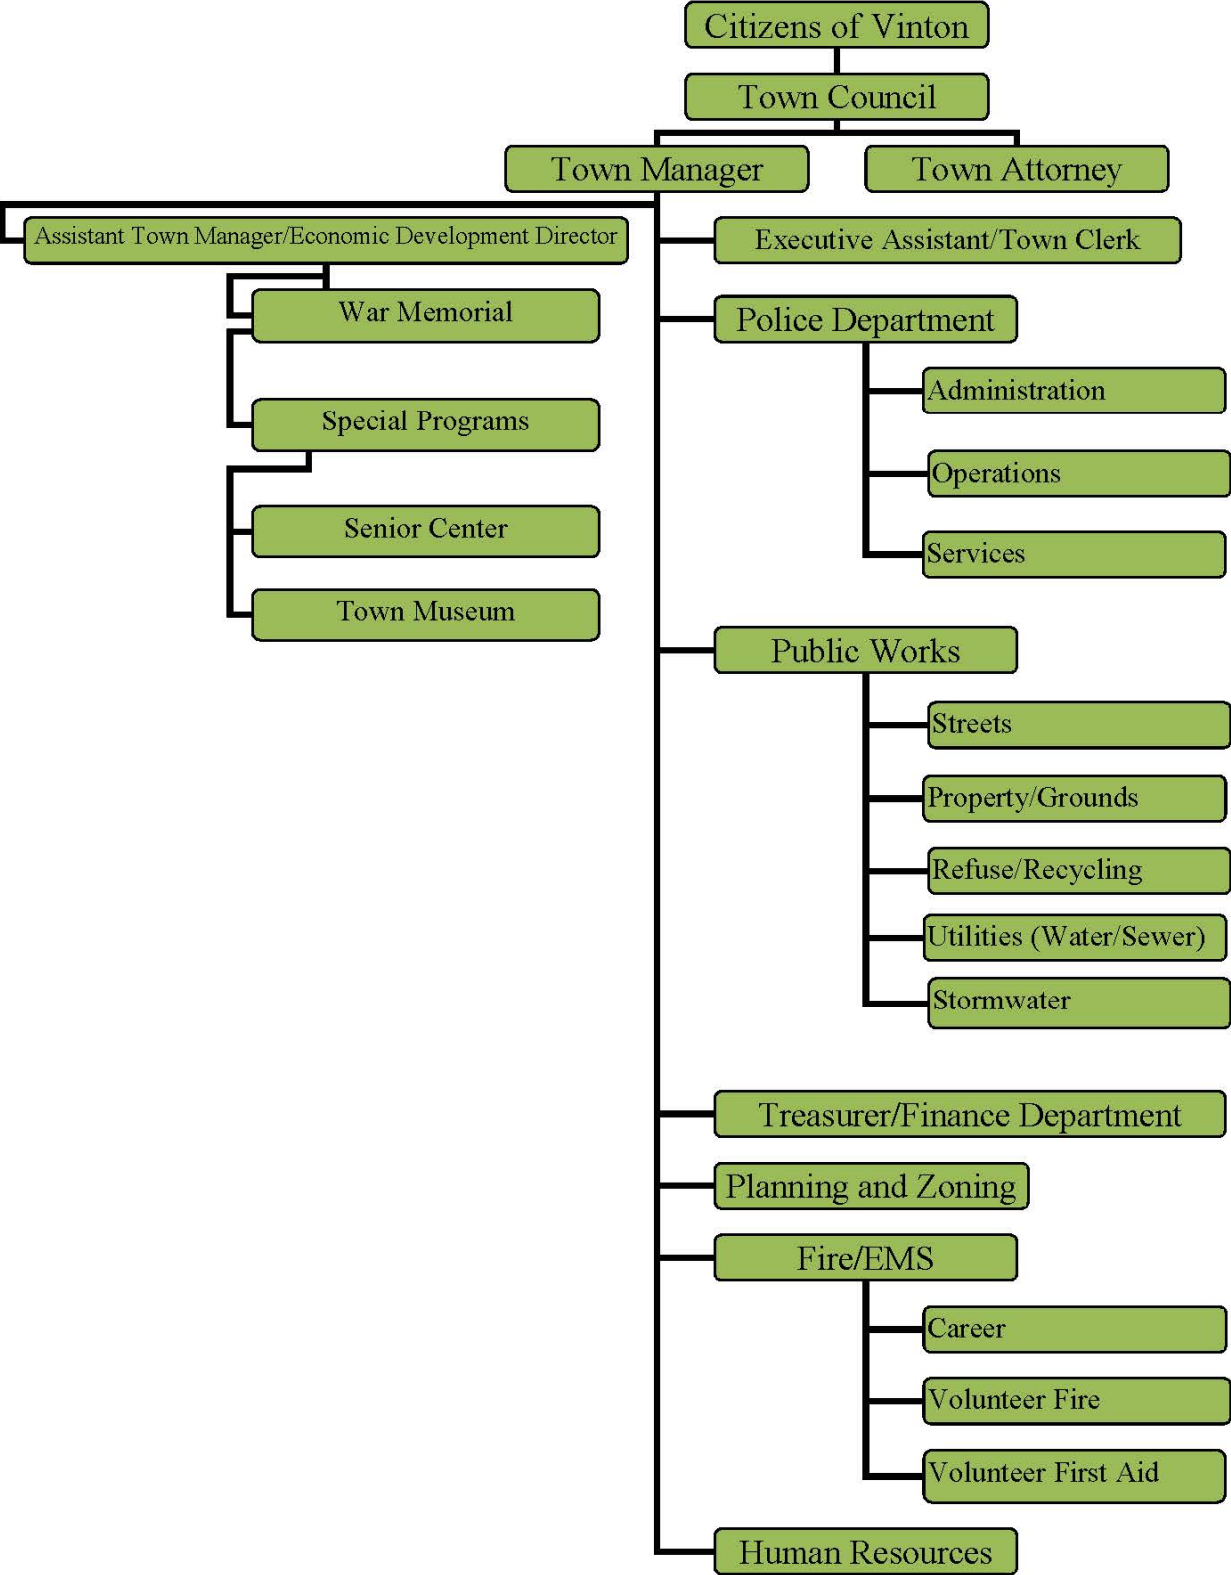 Citizens of Vinton
Town Council
Town Manager
Town Attorney
Assistant Town Manager/Economic Development Director
War Memorial
Special Programs
Senior Center
Town Museum
Executive Assistant/Town Clerk
Police Department
Administration
Operations
Services
Public Works
Streets
Property/Grounds
Refuse/Recycling
Utilities (Water/Sewer)
Stormwater
Treasurer/Finance Department
Planning and Zoning
Fire/EMS
Career
Volunteer Fire
Volunteer First Aid
Human Resources